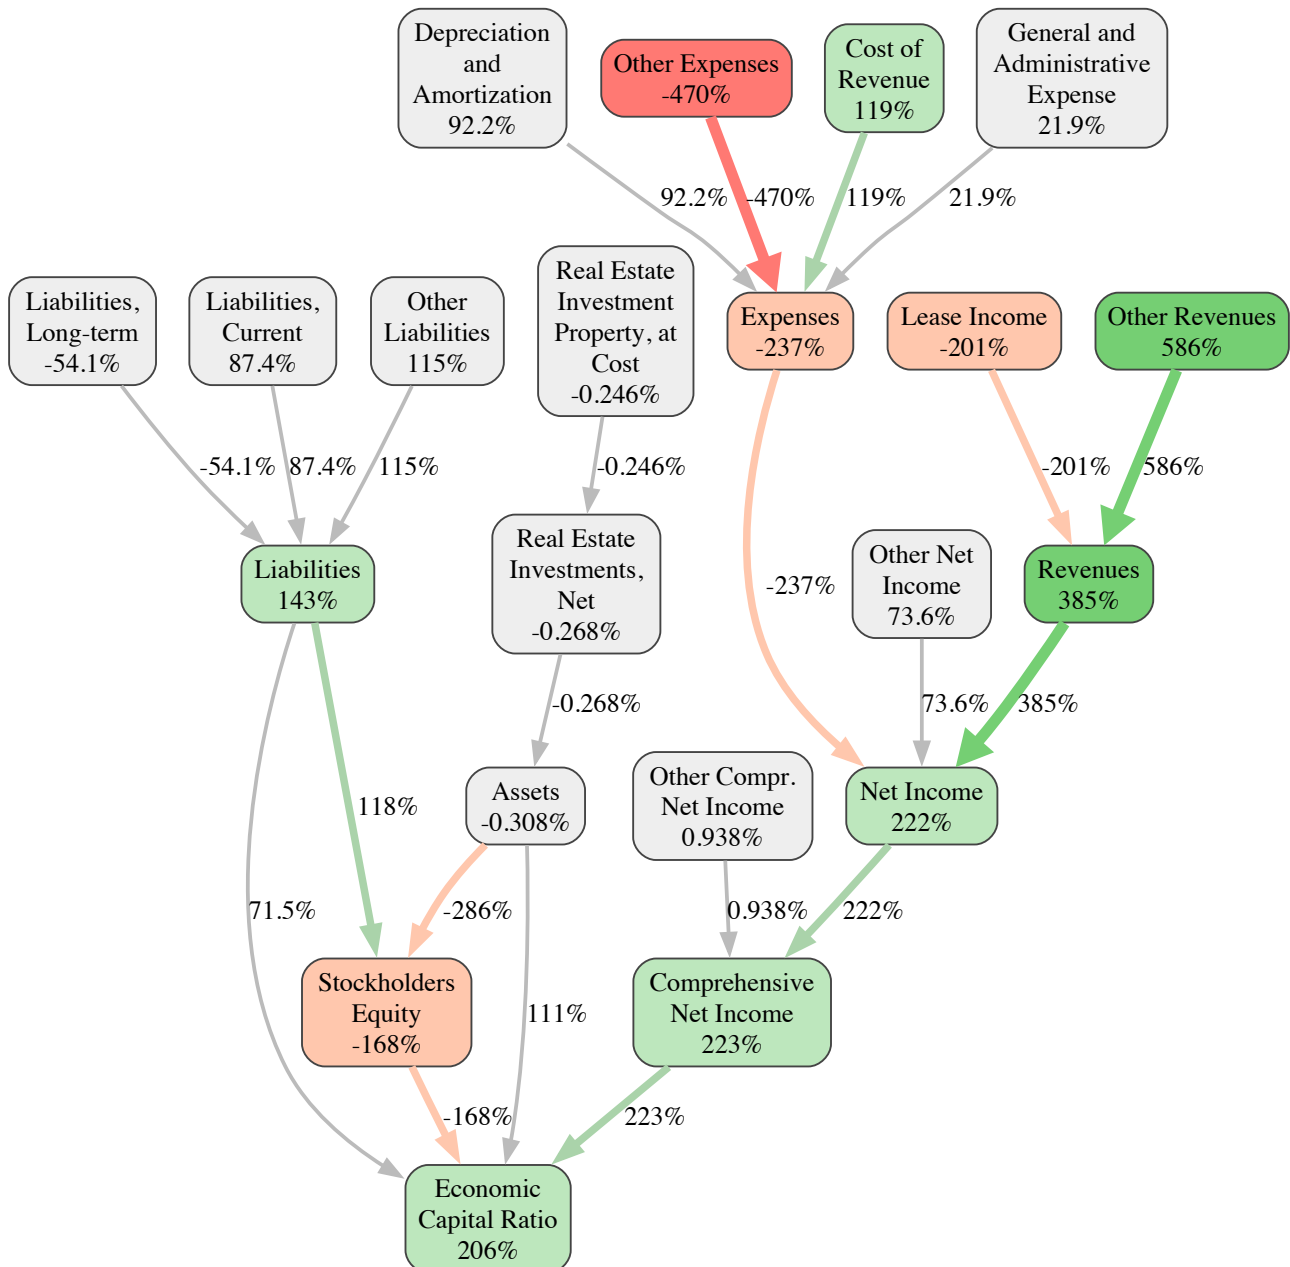 Depreciation
and
Amortization
92.2%
Other Expenses
-470%
Cost of
Revenue
119%
General and
Administrative
Expense
21.9%
92.2%
-470%
119%
21.9%
Liabilities,
Long-term
-54.1%
Liabilities,
Current
87.4%
Other
Liabilities
115%
Real Estate
Investment
Property, at
Cost
-0.246%
Expenses
-237%
Lease Income
-201%
Other Revenues
586%
-54.1%
87.4%
115%
-0.246%
-201%
586%
Liabilities
143%
Real Estate
Investments,
Net
-0.268%
-237%
Other Net
Income
73.6%
Revenues
385%
-0.268%
73.6%
385%
118%
Assets
-0.308%
Other Compr.
Net Income
0.938%
Net Income
222%
71.5%
-286%
0.938%
222%
Stockholders
Equity
-168%
111%
Comprehensive
Net Income
223%
-168%
223%
Economic
Capital Ratio
206%